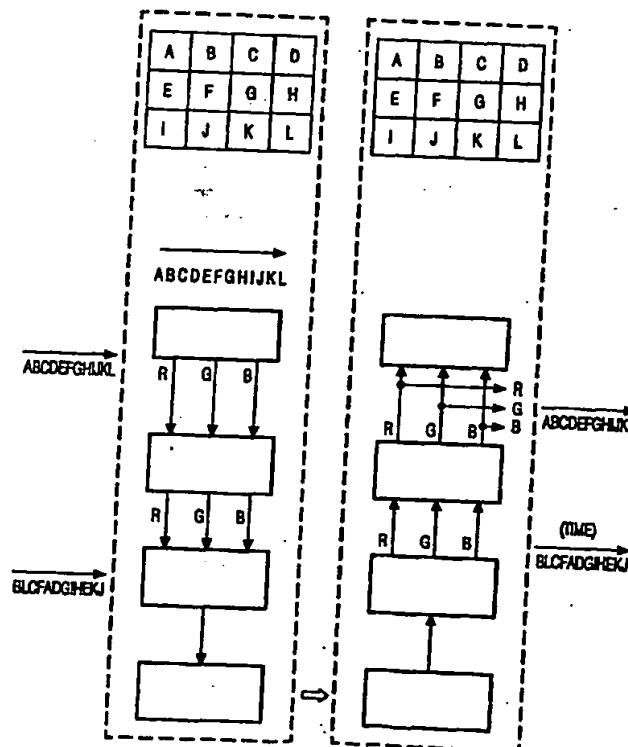 A B C D
E F G H
I J K L
A B C D
E F G H
I J K L
ABCDEFGHIJKL
ABCDEFGHIJKL
R G B
R
G
B
R G B
ABCDEFGHIJK
R G B
R G B
(TIME)
BLCFADGIHEKJ
BLCFADGIHEKJ